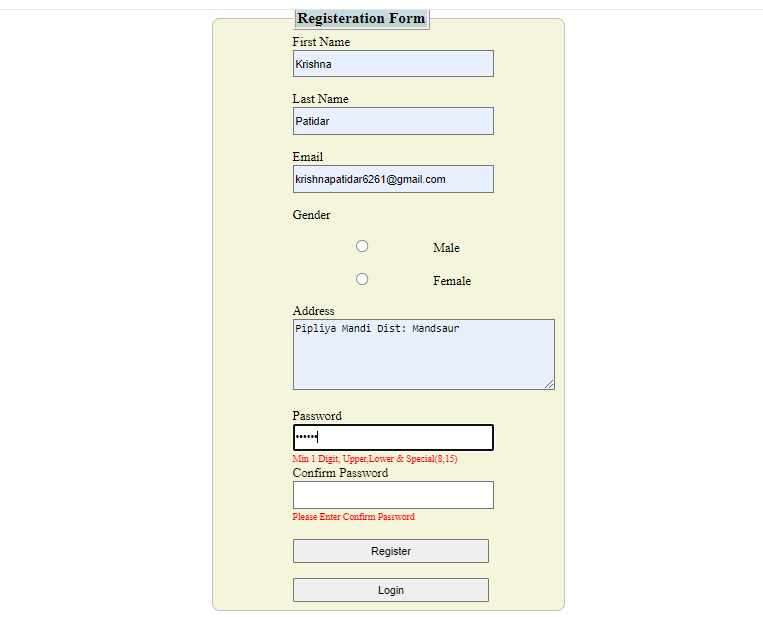 Registeration Form
First Name
Krishna
Last Name
Patidar
Email
krishnapatidar6261@gmail.com
Gender
Male
Female
Address
Pipliya Mandi Dist: Mandsaur
Password
••••••
Min 1 Digit, Upper,Lower & Special(8,15)
Confirm Password
Please Enter Confirm Password
Register
Login